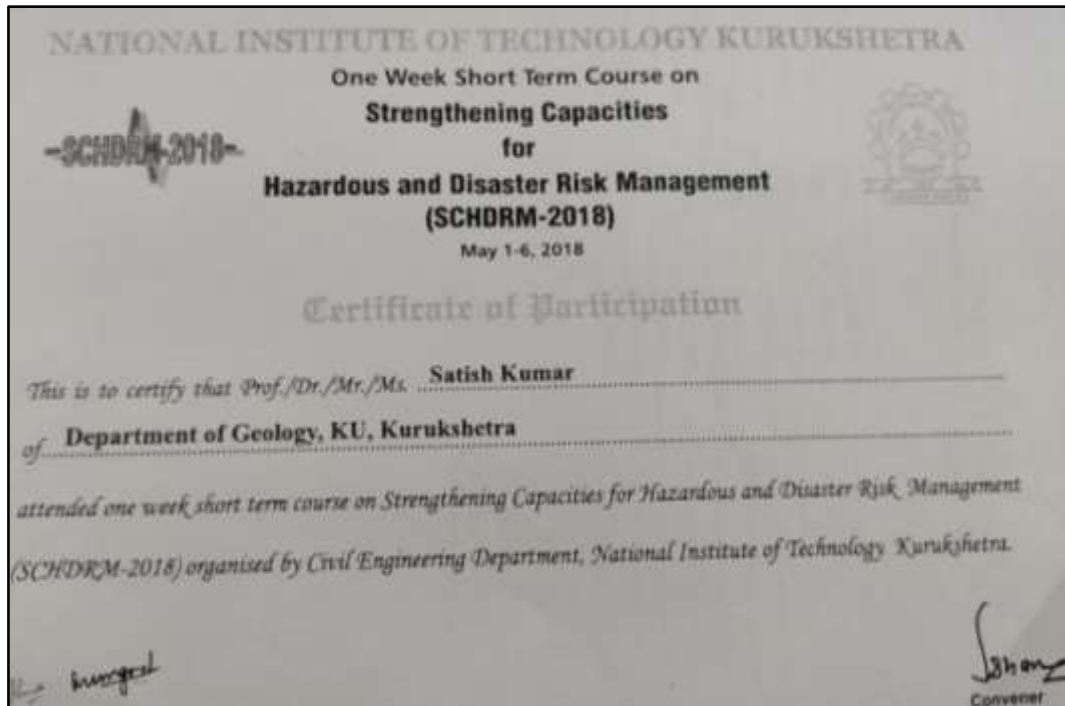 NATIONAL INSTITUTE OF TECHNOLOGY KURUKSHETRA
One Week Short Term Course on
Strengthening Capacities
-SCHDRM-2018-
for
Hazardous and Disaster Risk Management
(SCHDRM-2018)
May 1-6, 2018
Certificate of Participation
This is to certify that Prof./Dr./Mr./Ms. Satish Kumar
of Department of Geology, KU, Kurukshetra
attended one week short term course on Strengthening Capacities for Hazardous and Disaster Risk Management
(SCHDRM-2018) organised by Civil Engineering Department, National Institute of Technology Kurukshetra.
Convener